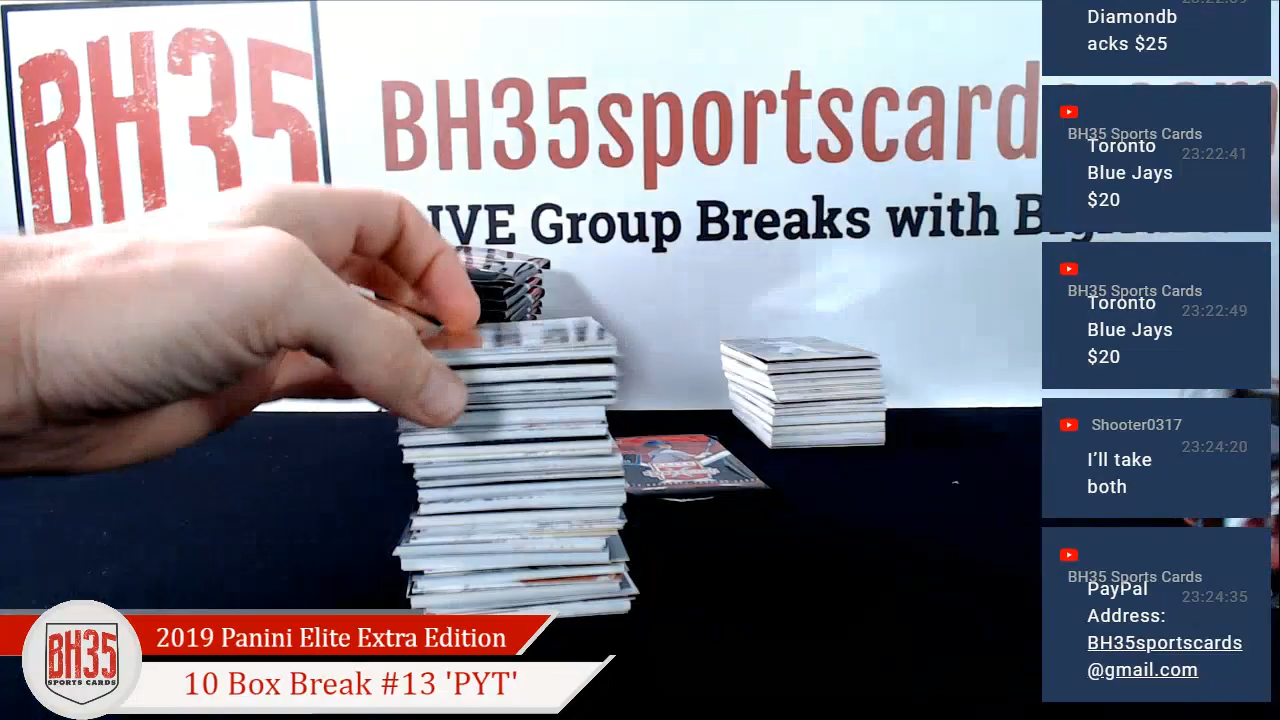 BH35
BH35sportscard
IVE Group Breaks with
Diamondb
acks $25
BH35 Sports Cards
23:22:41
Toronto
Blue Jays
$20
BH35 Sports Cards
23:22:49
Toronto
Blue Jays
$20
Shooter0317
23:24:20
I'll take
both
BH35 Sports Cards
23:24:35
PayPal
Address:
BH35sportscards
@gmail.com
2019 Panini Elite Extra Edition
10 Box Break #13 'PYT'
BH35
SPORTS CARDS